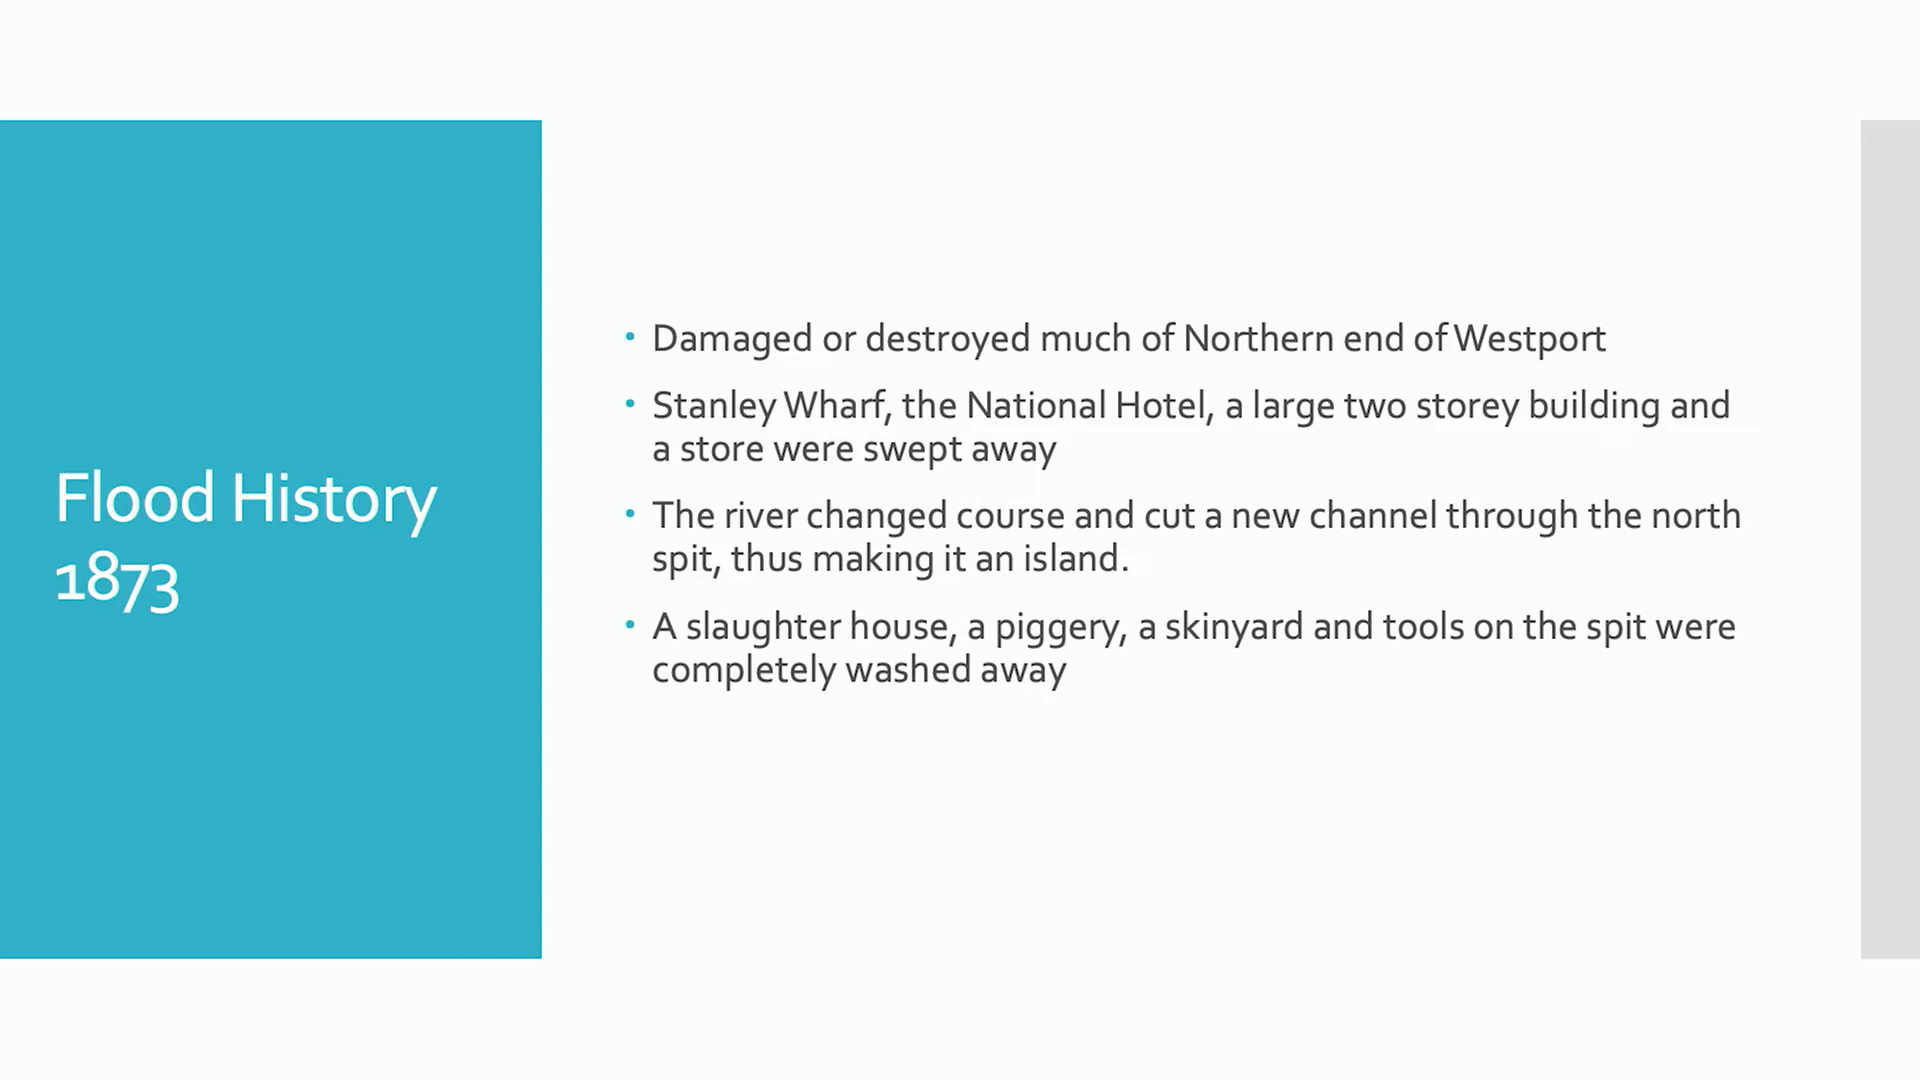 Flood History
1873
• Damaged or destroyed much of Northern end of Westport
• Stanley Wharf, the National Hotel, a large two storey building and
a store were swept away
• The river changed course and cut a new channel through the north
spit, thus making it an island.
• A slaughter house, a piggery, a skinyard and tools on the spit were
completely washed away